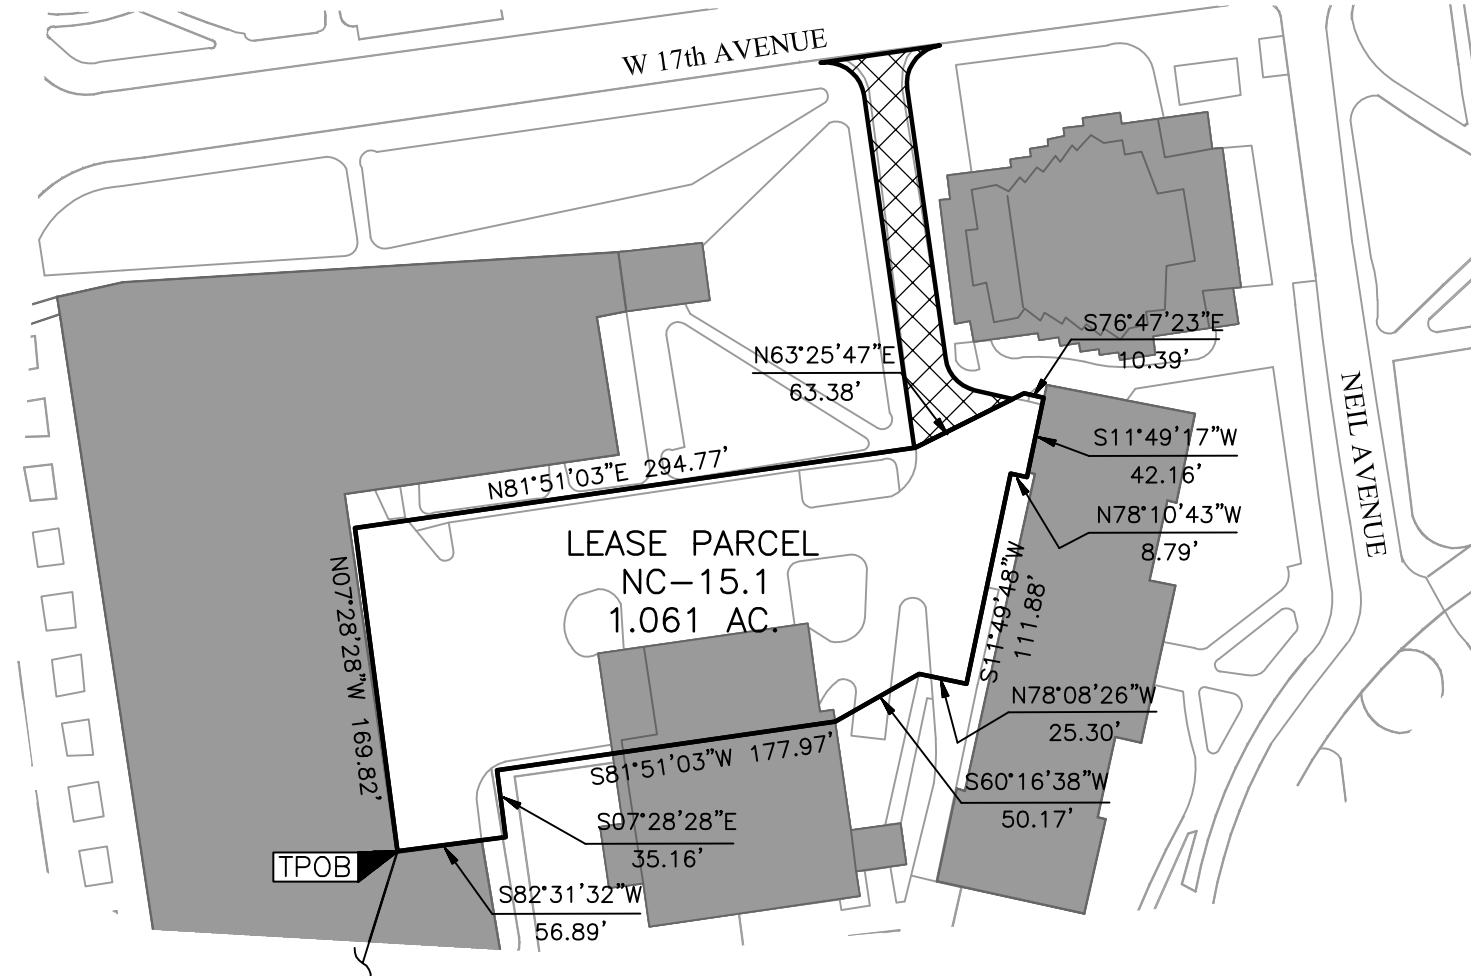 W 17th AVENUE
S76°47'23"E
10.39'
N63°25'47"E
63.38'
NEIL AVENUE
S11°49'17"W
42.16'
N81°51'03"E 294.77'
N78°10'43"W
8.79'
LEASE PARCEL
NC-15.1
1.061 AC.
N07°28'28"W 169.82'
S11°49'48"W
111.88'
N78°08'26"W
25.30'
S81°51'03"W 177.97'
S60°16'38"W
50.17'
S07°28'28"E
35.16'
TPOB
S82°31'32"W
56.89'